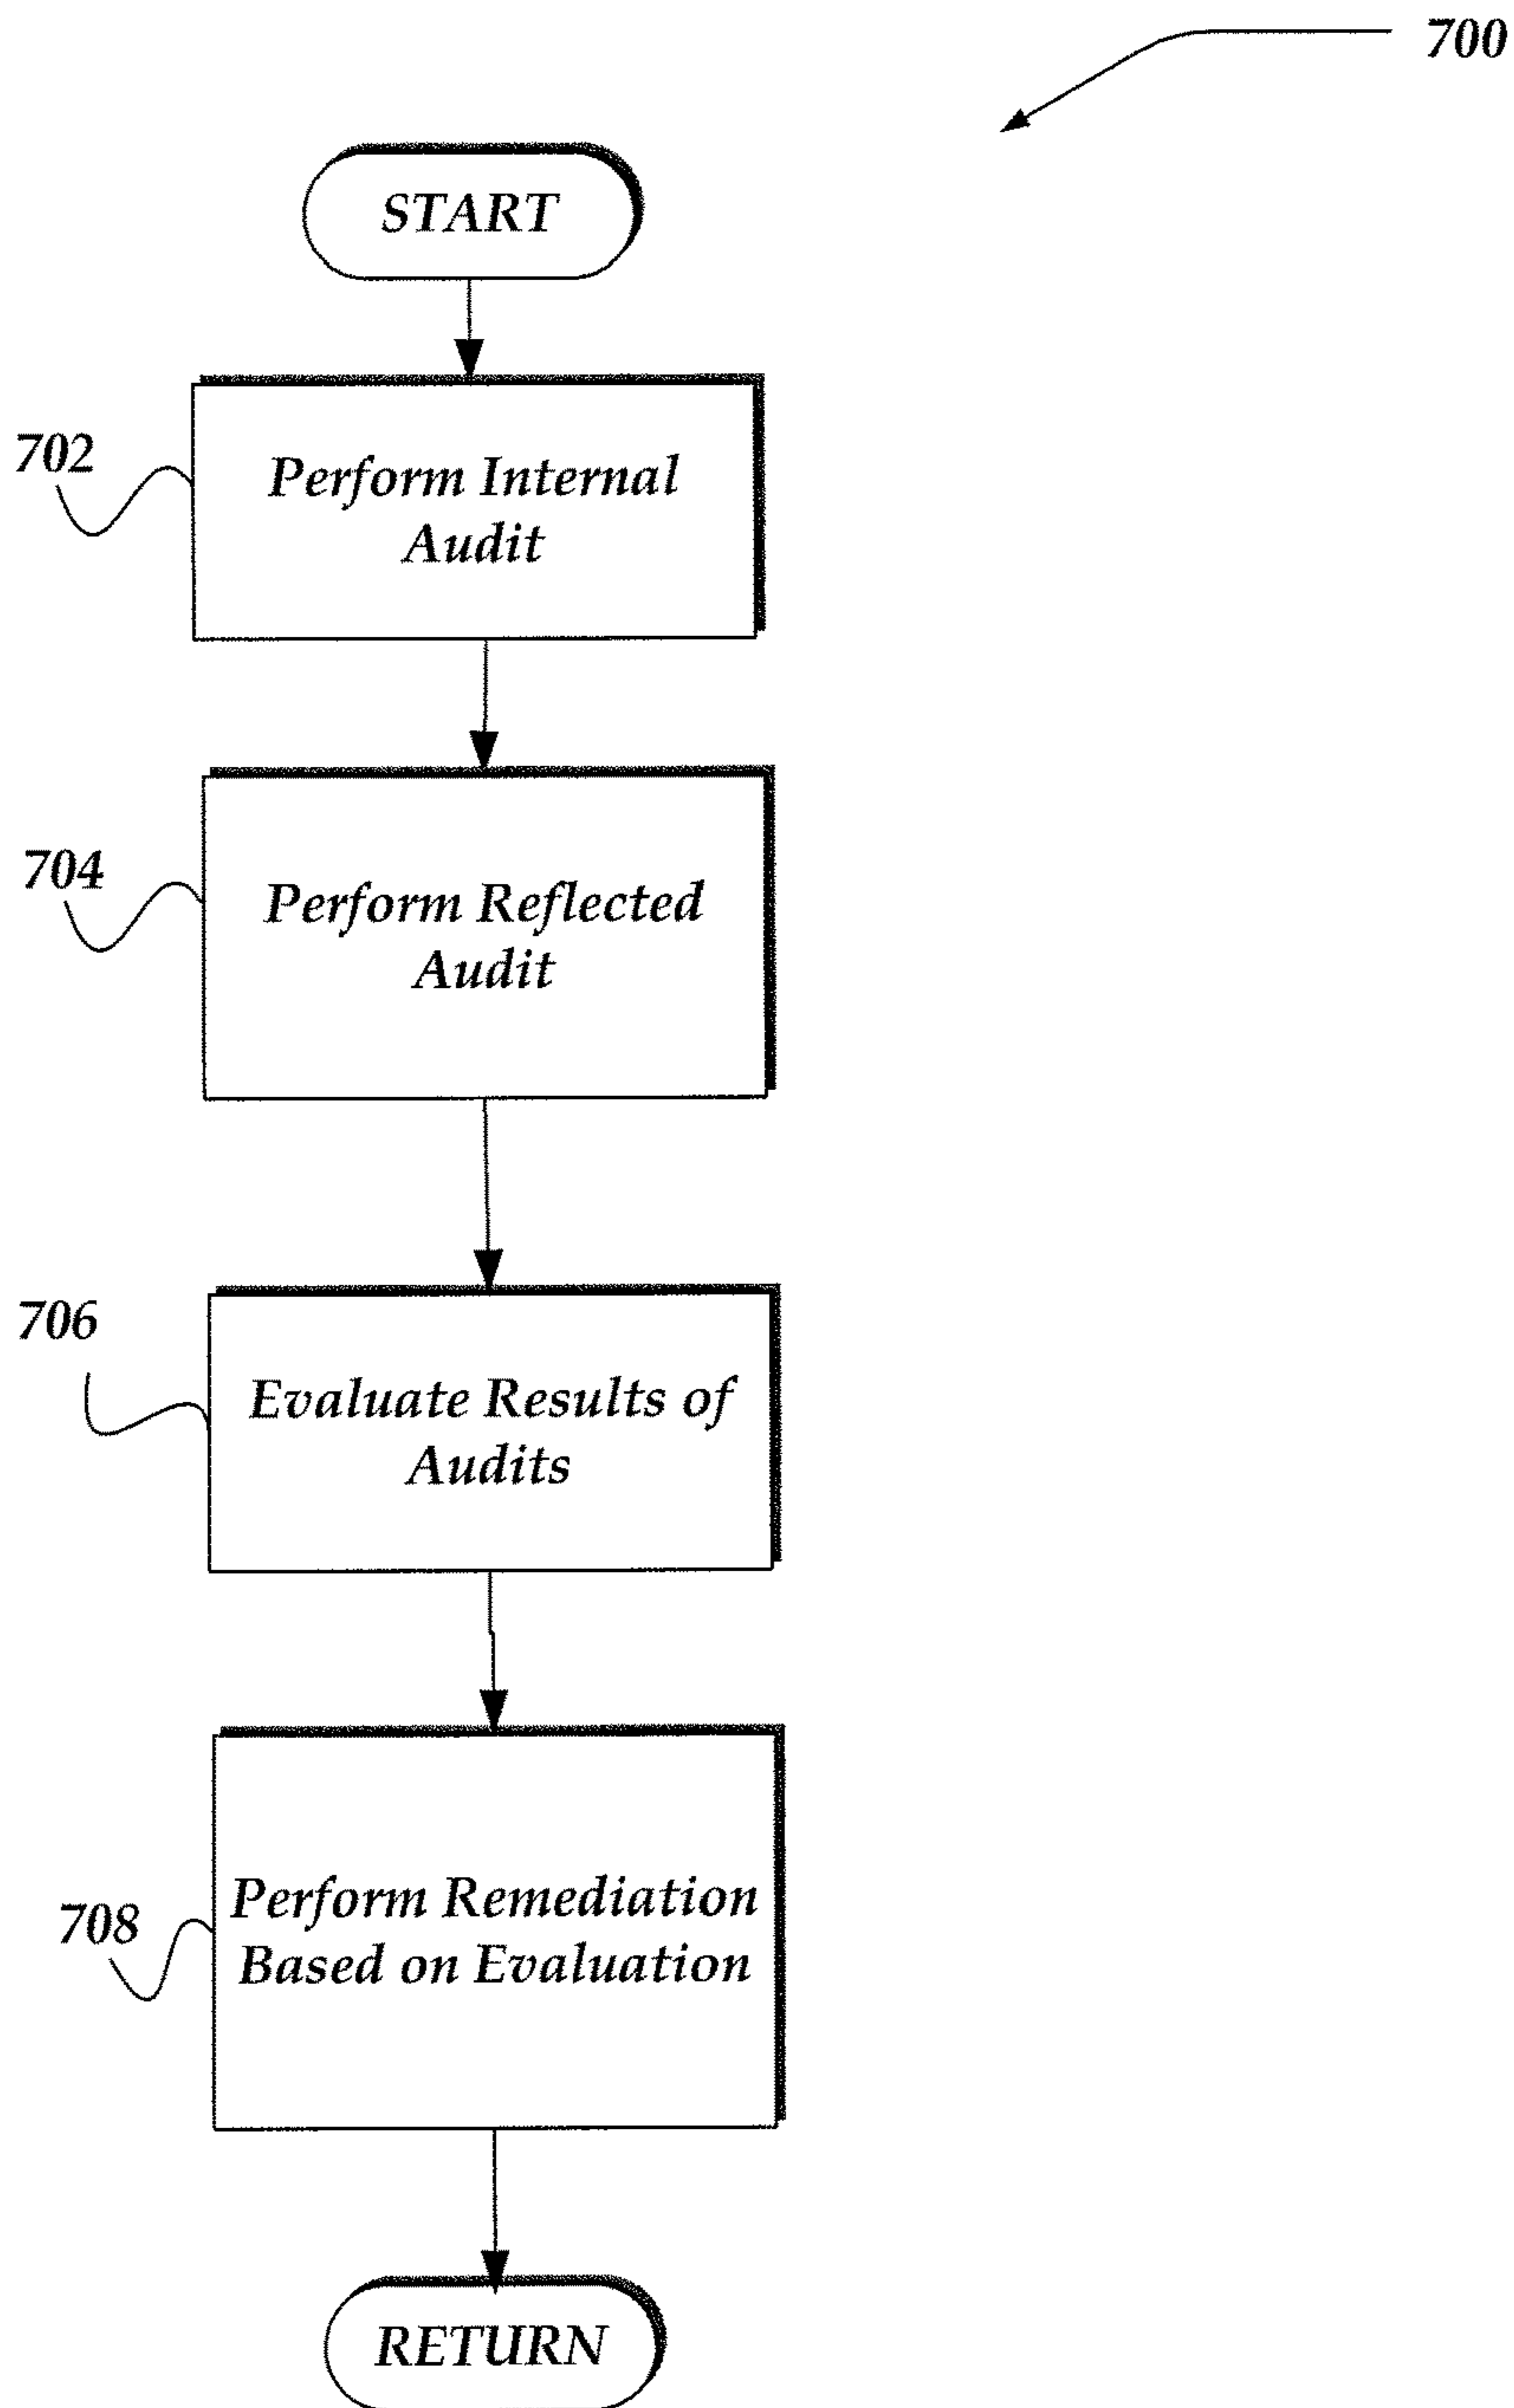 700
START
702
Perform Internal
Audit
704
Perform Reflected
Audit
706
Evaluate Results of
Audits
708
Perform Remediation
Based on Evaluation
RETURN